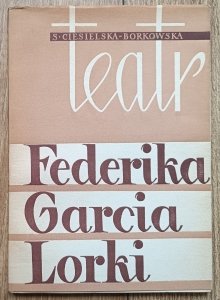 S·CIESIELSKA-BORKOWSKA
teatr
Federika
Garcia
Lorki